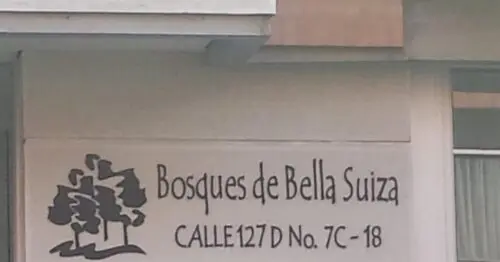 Bosques de Bella Suiza
CALLE 127 D No. 7C - 18